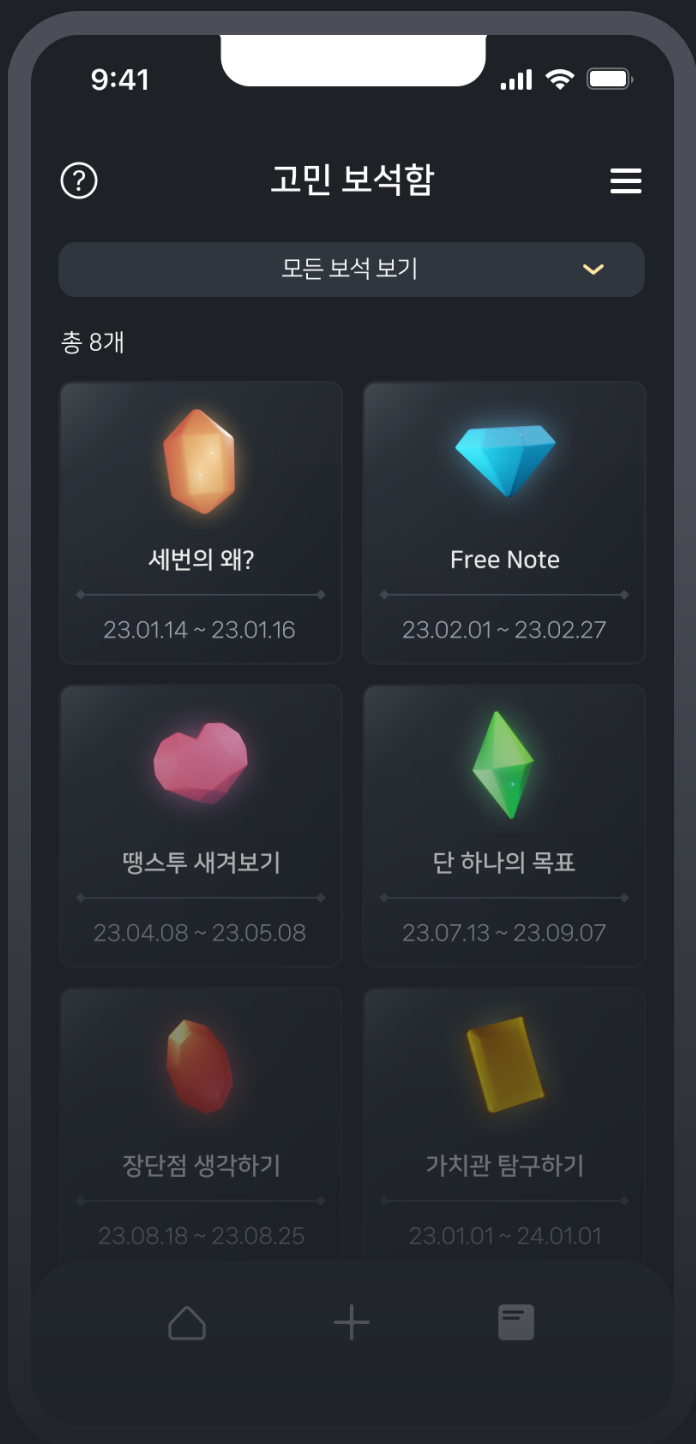 9:41
고민 보석함
모든 보석 보기
총 8개
세번의 왜?
Free Note
23.01.14 ~ 23.01.16
23.02.01 ~ 23.02.27
땡스투 새겨보기
단 하나의 목표
23.04.08 ~ 23.05.08
23.07.13 ~ 23.09.07
장단점 생각하기
가치관 탐구하기
23.08.18 ~ 23.08.25
23.01.01 ~ 24.01.01